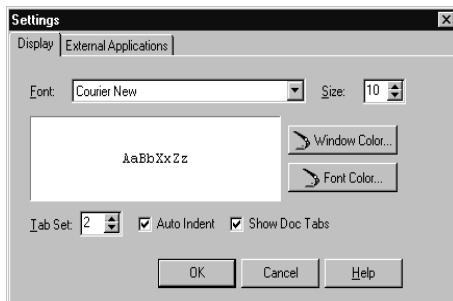 Settings
Display External Applications
Font: Courier New Size: 10
AaBbXxZz
Window Color...
Font Color...
Tab Set: 2 Auto Indent Show Doc Tabs
OK Cancel Help